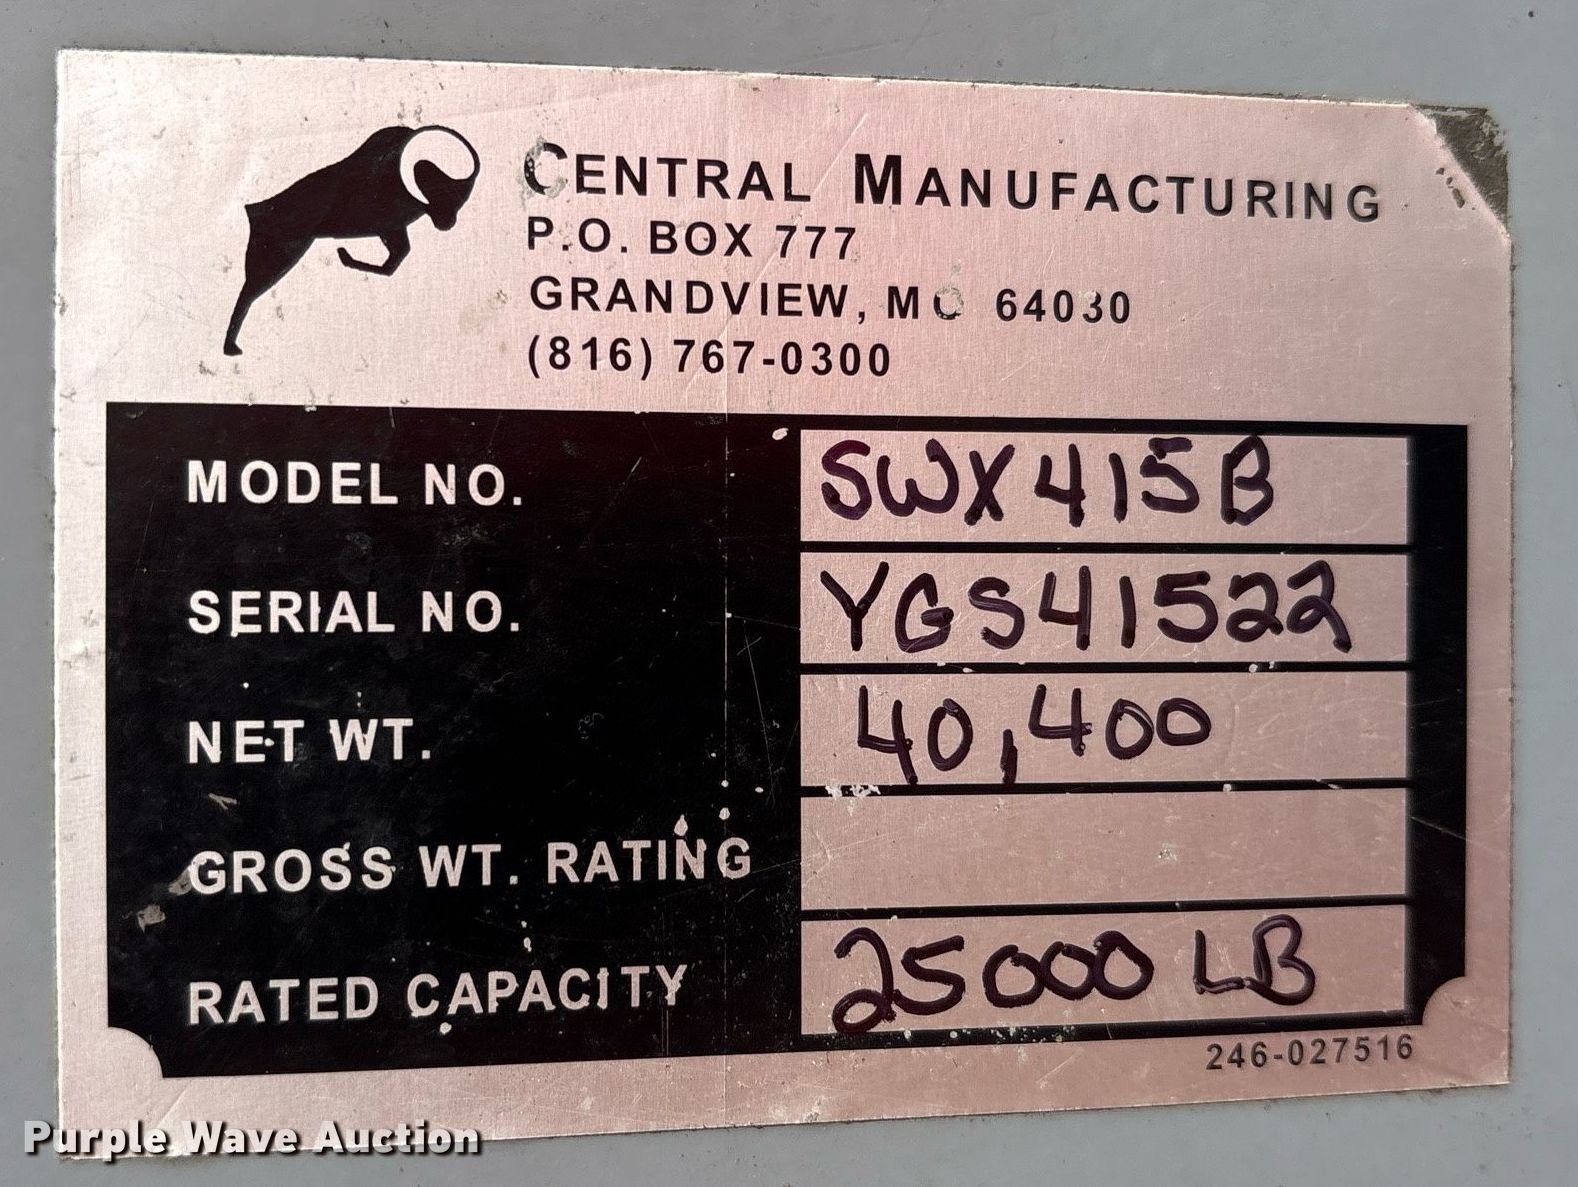 CENTRAL MANUFACTURING
P.O. BOX 777
GRANDVIEW, MO 64030
(816) 767-0300
MODEL NO. SWX415B
SERIAL NO. YGS41522
NET WT. 40,400
GROSS WT. RATING
RATED CAPACITY 25000 LB
246-027516
Purple Wave Auction